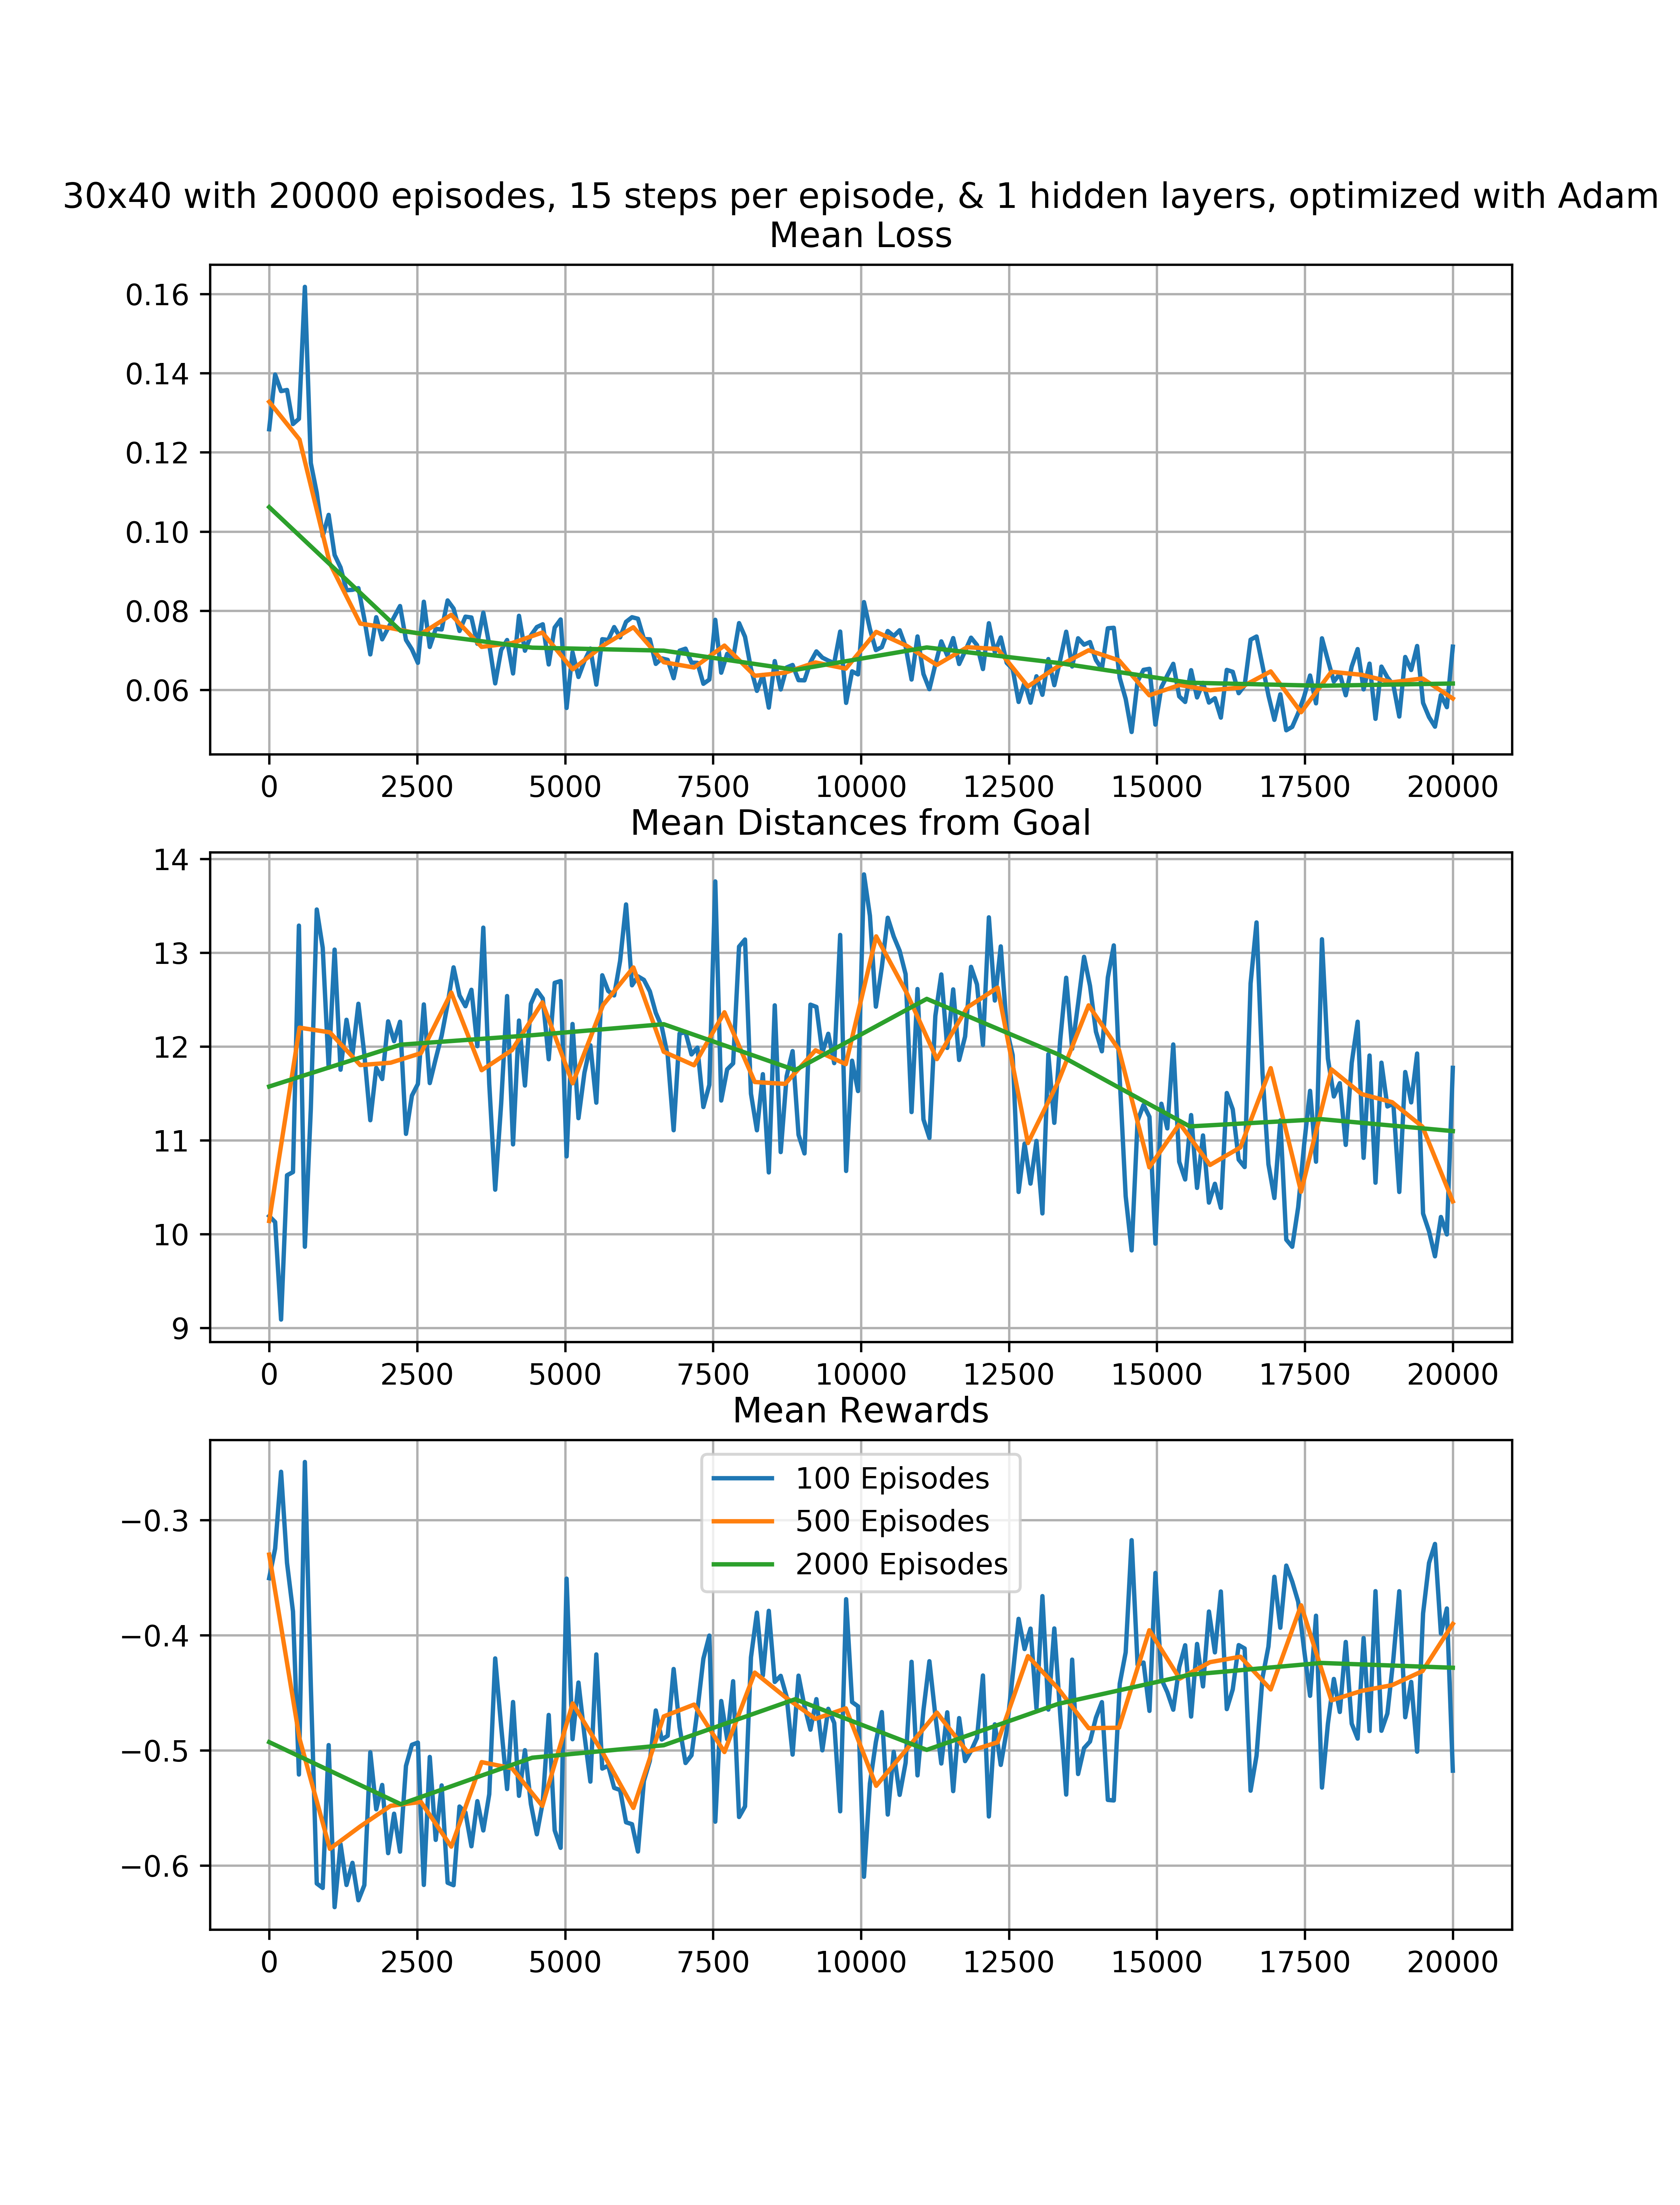 30x40 with 20000 episodes, 15 steps per episode, & 1 hidden layers, optimized with Adam
Mean Loss
0.16
0.14
0.12
0.10
0.08
0.06
0 2500 5000 7500 10000 12500 15000 17500 20000
Mean Distances from Goal
14
13
12
11
10
9
0 2500 5000 7500 10000 12500 15000 17500 20000
Mean Rewards
100 Episodes
500 Episodes
2000 Episodes
−0.3
−0.4
−0.5
−0.6
0 2500 5000 7500 10000 12500 15000 17500 20000